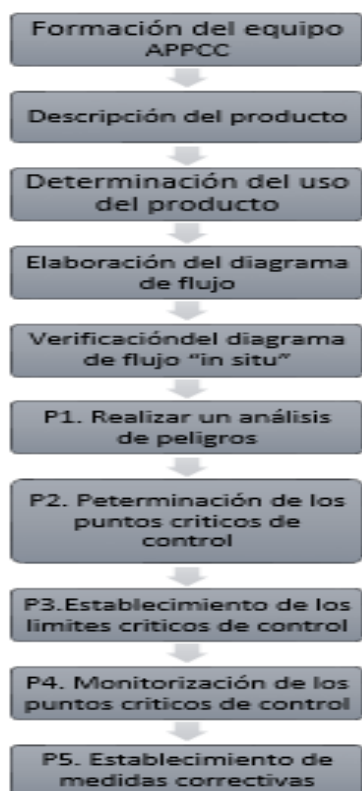 Formación del equipo
APPCC
Descripción del producto
Determinación del uso
del producto
Elaboración del diagrama
de flujo
Verificacióndel diagrama
de flujo “in situ”
P1. Realizar un análisis
de peligros
P2. Peterminación de los
puntos criticos de
control
P3.Establecimiento de los
limites criticos de control
P4. Monitorización de los
puntos criticos de control
P5. Establecimiento de
medidas correctivas